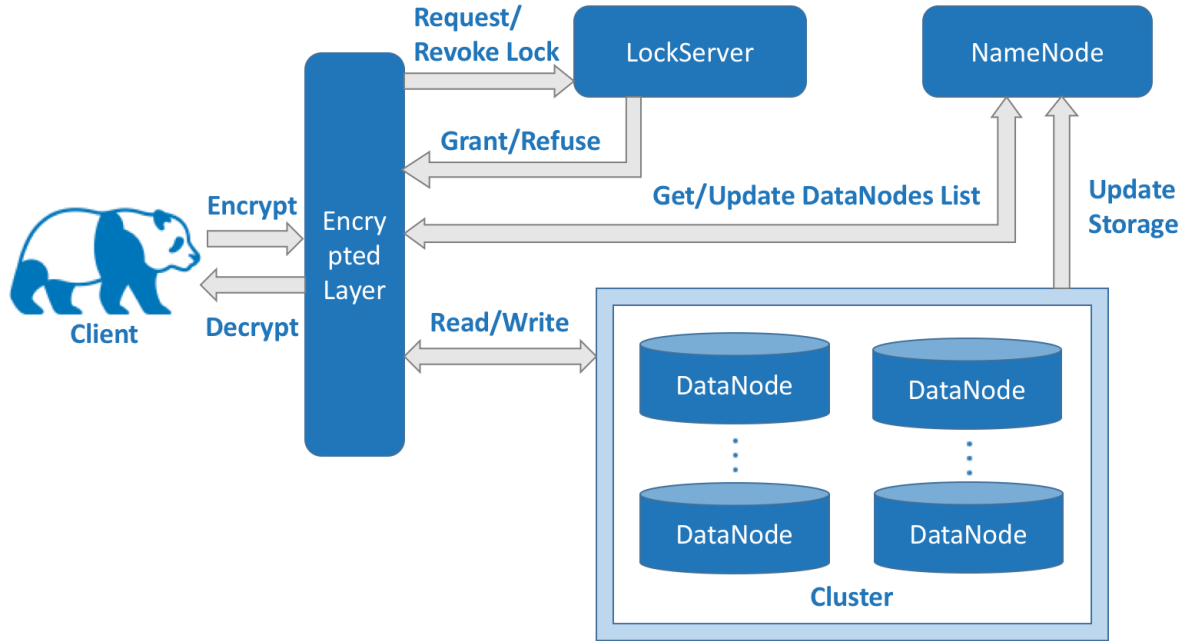 Request/
Revoke Lock
LockServer
NameNode
Grant/Refuse
Get/Update DataNodes List
Update
Storage
Encrypt
Encry
pted
Layer
Client
Decrypt
Read/Write
DataNode
DataNode
DataNode
DataNode
Cluster